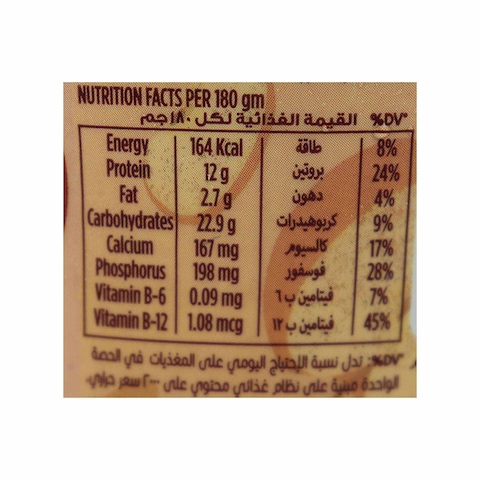 NUTRITION FACTS PER 180 gm
%DV* القيمة الغذائية لكل ١٨٠جم
Energy 164 Kcal طاقة 8%
Protein 12 g بروتين 24%
Fat 2.7 g دهون 4%
Carbohydrates 22.9 g كربوهيدرات 9%
Calcium 167 mg كالسيوم 17%
Phosphorus 198 mg فوسفور 28%
Vitamin B-6 0.09 mg فيتامين ب ٦ 7%
Vitamin B-12 1.08 mcg فيتامين ب ١٢ 45%
%DV*: تدل نسبة الإحتياج اليومي على المغذيات في الحصة
الواحدة مبنية على نظام غذائي محتوي على ٢٠٠٠ سعر حراري.